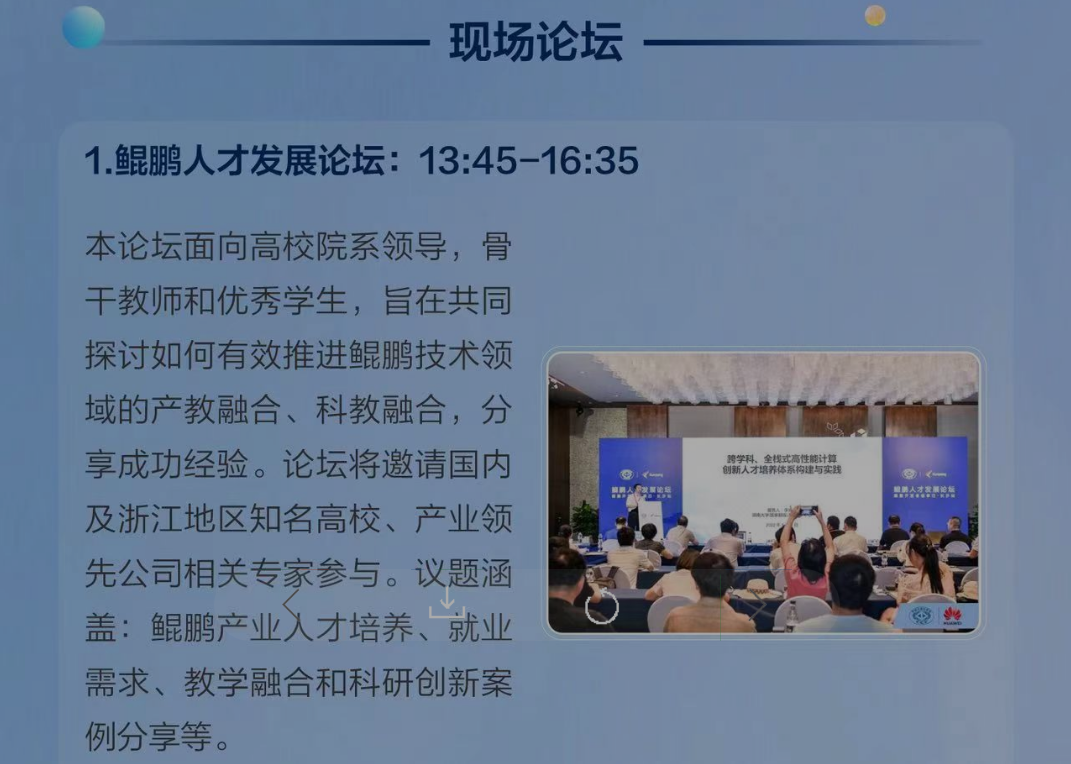 现场论坛
1.鲲鹏人才发展论坛：13:45-16:35
本论坛面向高校院系领导，骨
干教师和优秀学生，旨在共同
探讨如何有效推进鲲鹏技术领
域的产教融合、科教融合，分
享成功经验。论坛将邀请国内
及浙江地区知名高校、产业领
先公司相关专家参与。议题涵
盖：鲲鹏产业人才培养、就业
需求、教学融合和科研创新案
例分享等。
跨学科、全栈式高性能计算
创新人才培养体系构建与实践
鲲鹏人才发展论坛
鲲鹏人才发展论坛